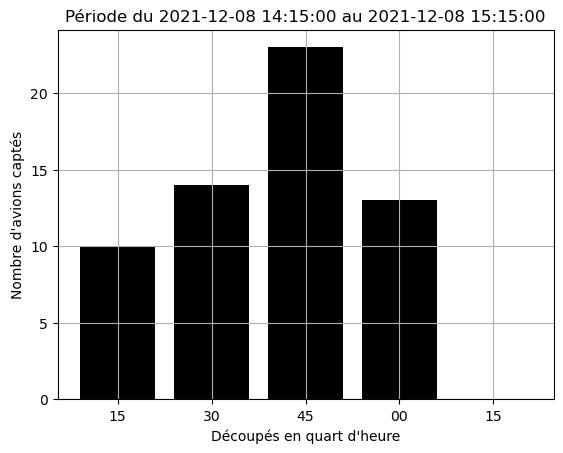 Période du 2021-12-08 14:15:00 au 2021-12-08 15:15:00
20
15
10
5
0
Nombre d'avions captés
15 30 45 00 15
Découpés en quart d'heure